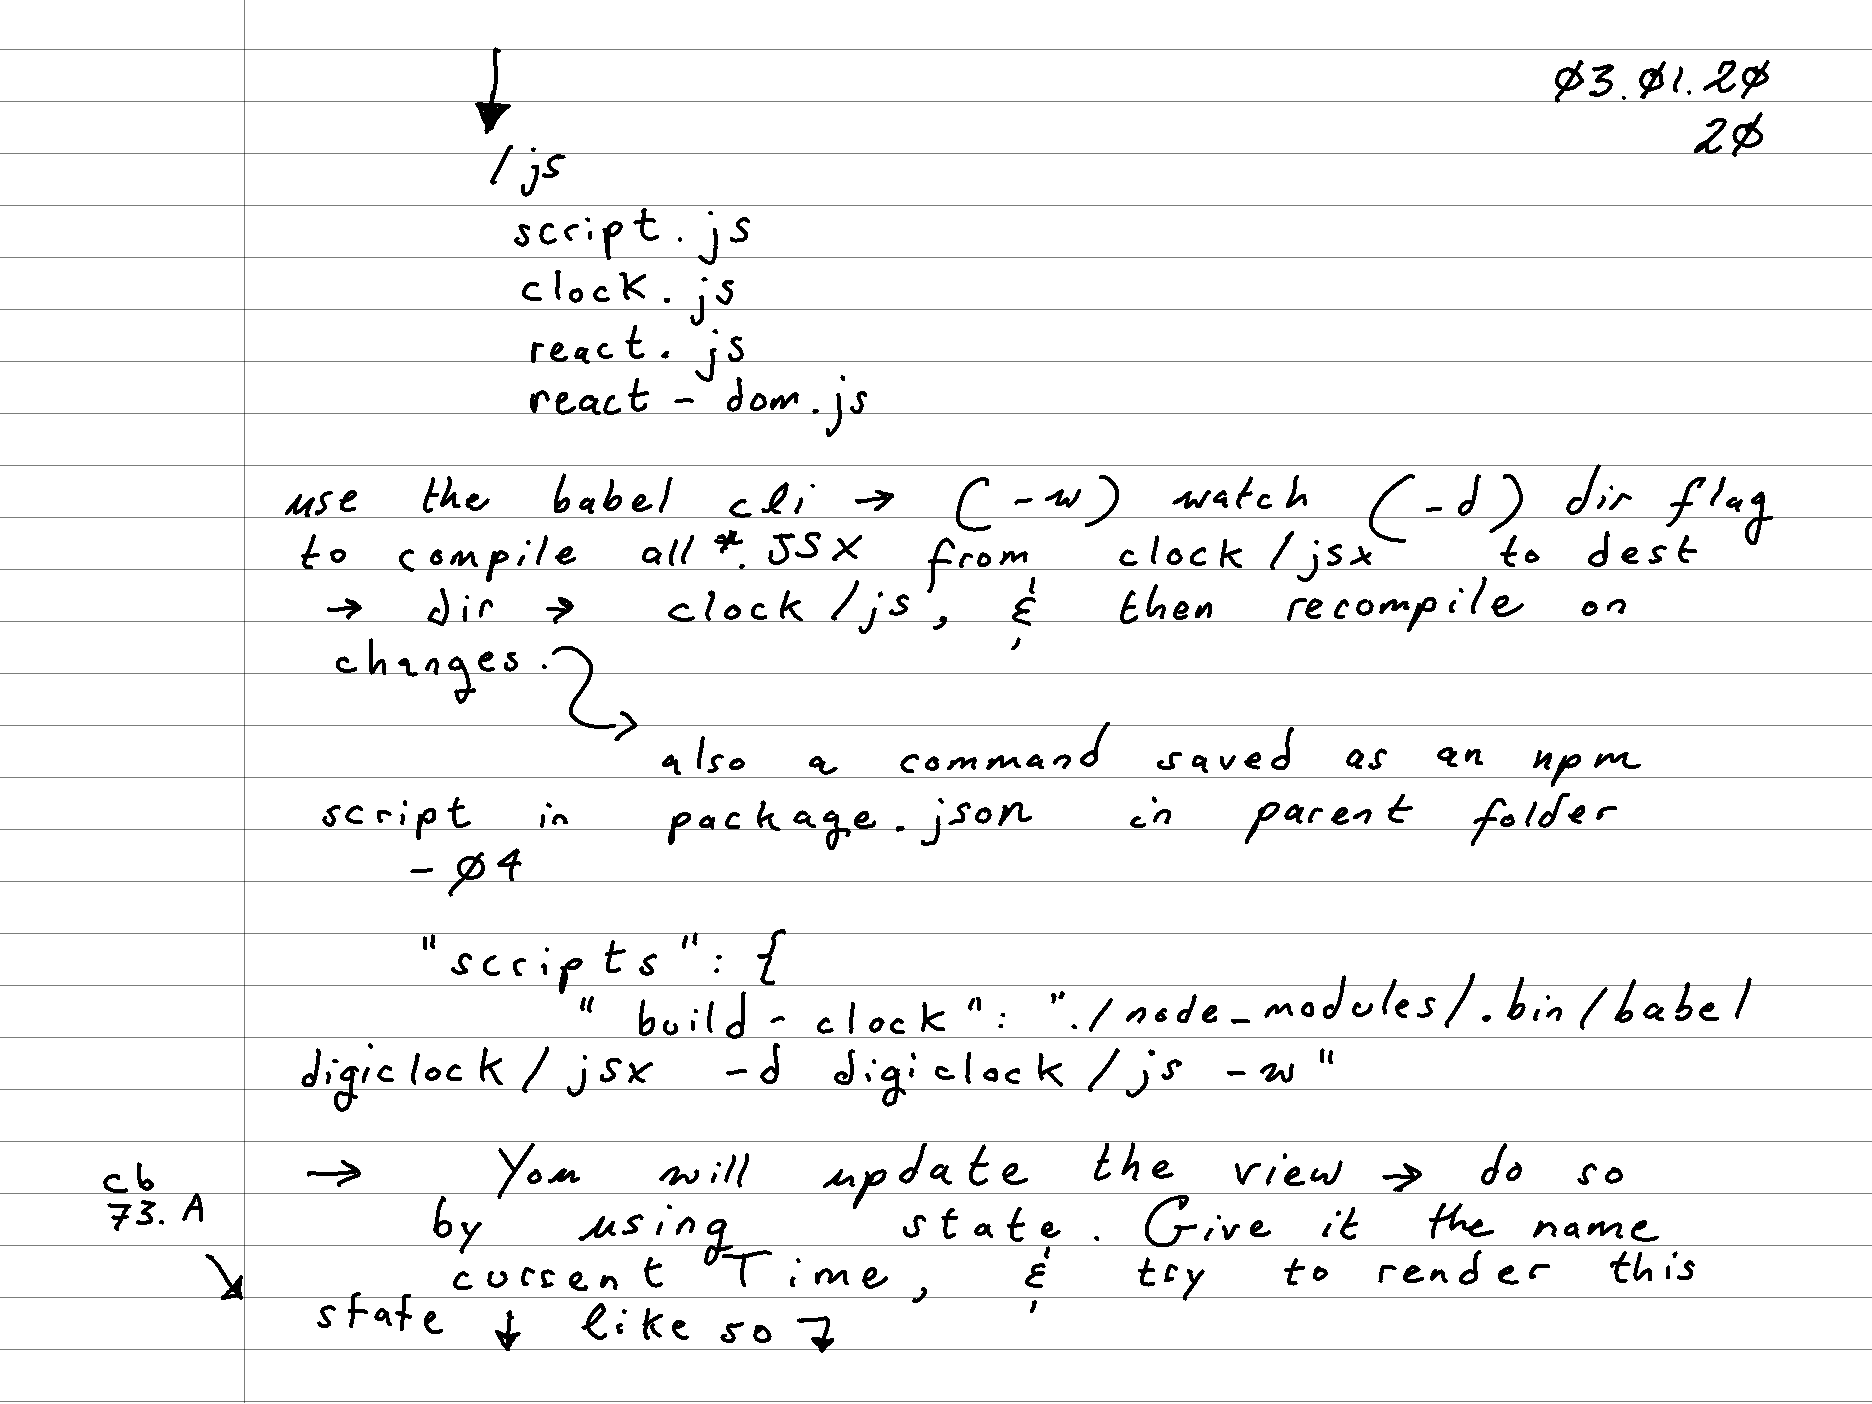 ↓ Ø3.Ø1.2Ø
2Ø
/js
script.js
clock.js
react.js
react-dom.js
use the babel cli → (-w) watch (-d) dir flag
to compile all *.JSX from clock/jsx to dest
→ dir → clock/js, & then recompile on
changes.
also a command saved as an npm
script in package.json in parent folder
- Ø4
"scripts": {
"build-clock": "./node_modules/.bin/babel
digiclock/jsx -d digiclock/js -w"
cb
73.A
→ You will update the view → do so
by using state. Give it the name
currentTime, & try to render this
state ↓ like so ↴